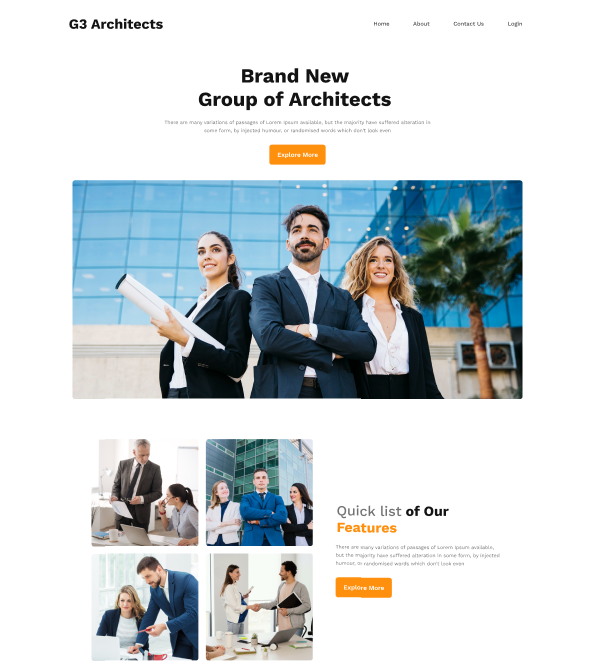 G3 Architects
Home About Contact Us Login
Brand New
Group of Architects
There are many variations of passages of Lorem Ipsum available, but the majority have suffered alteration in
some form, by injected humour, or randomised words which don't look even
Explore More
Quick list of Our
Features
There are many variations of passages of Lorem Ipsum available,
but the majority have suffered alteration in some form, by injected
humour, or randomised words which don't look even
Explore More